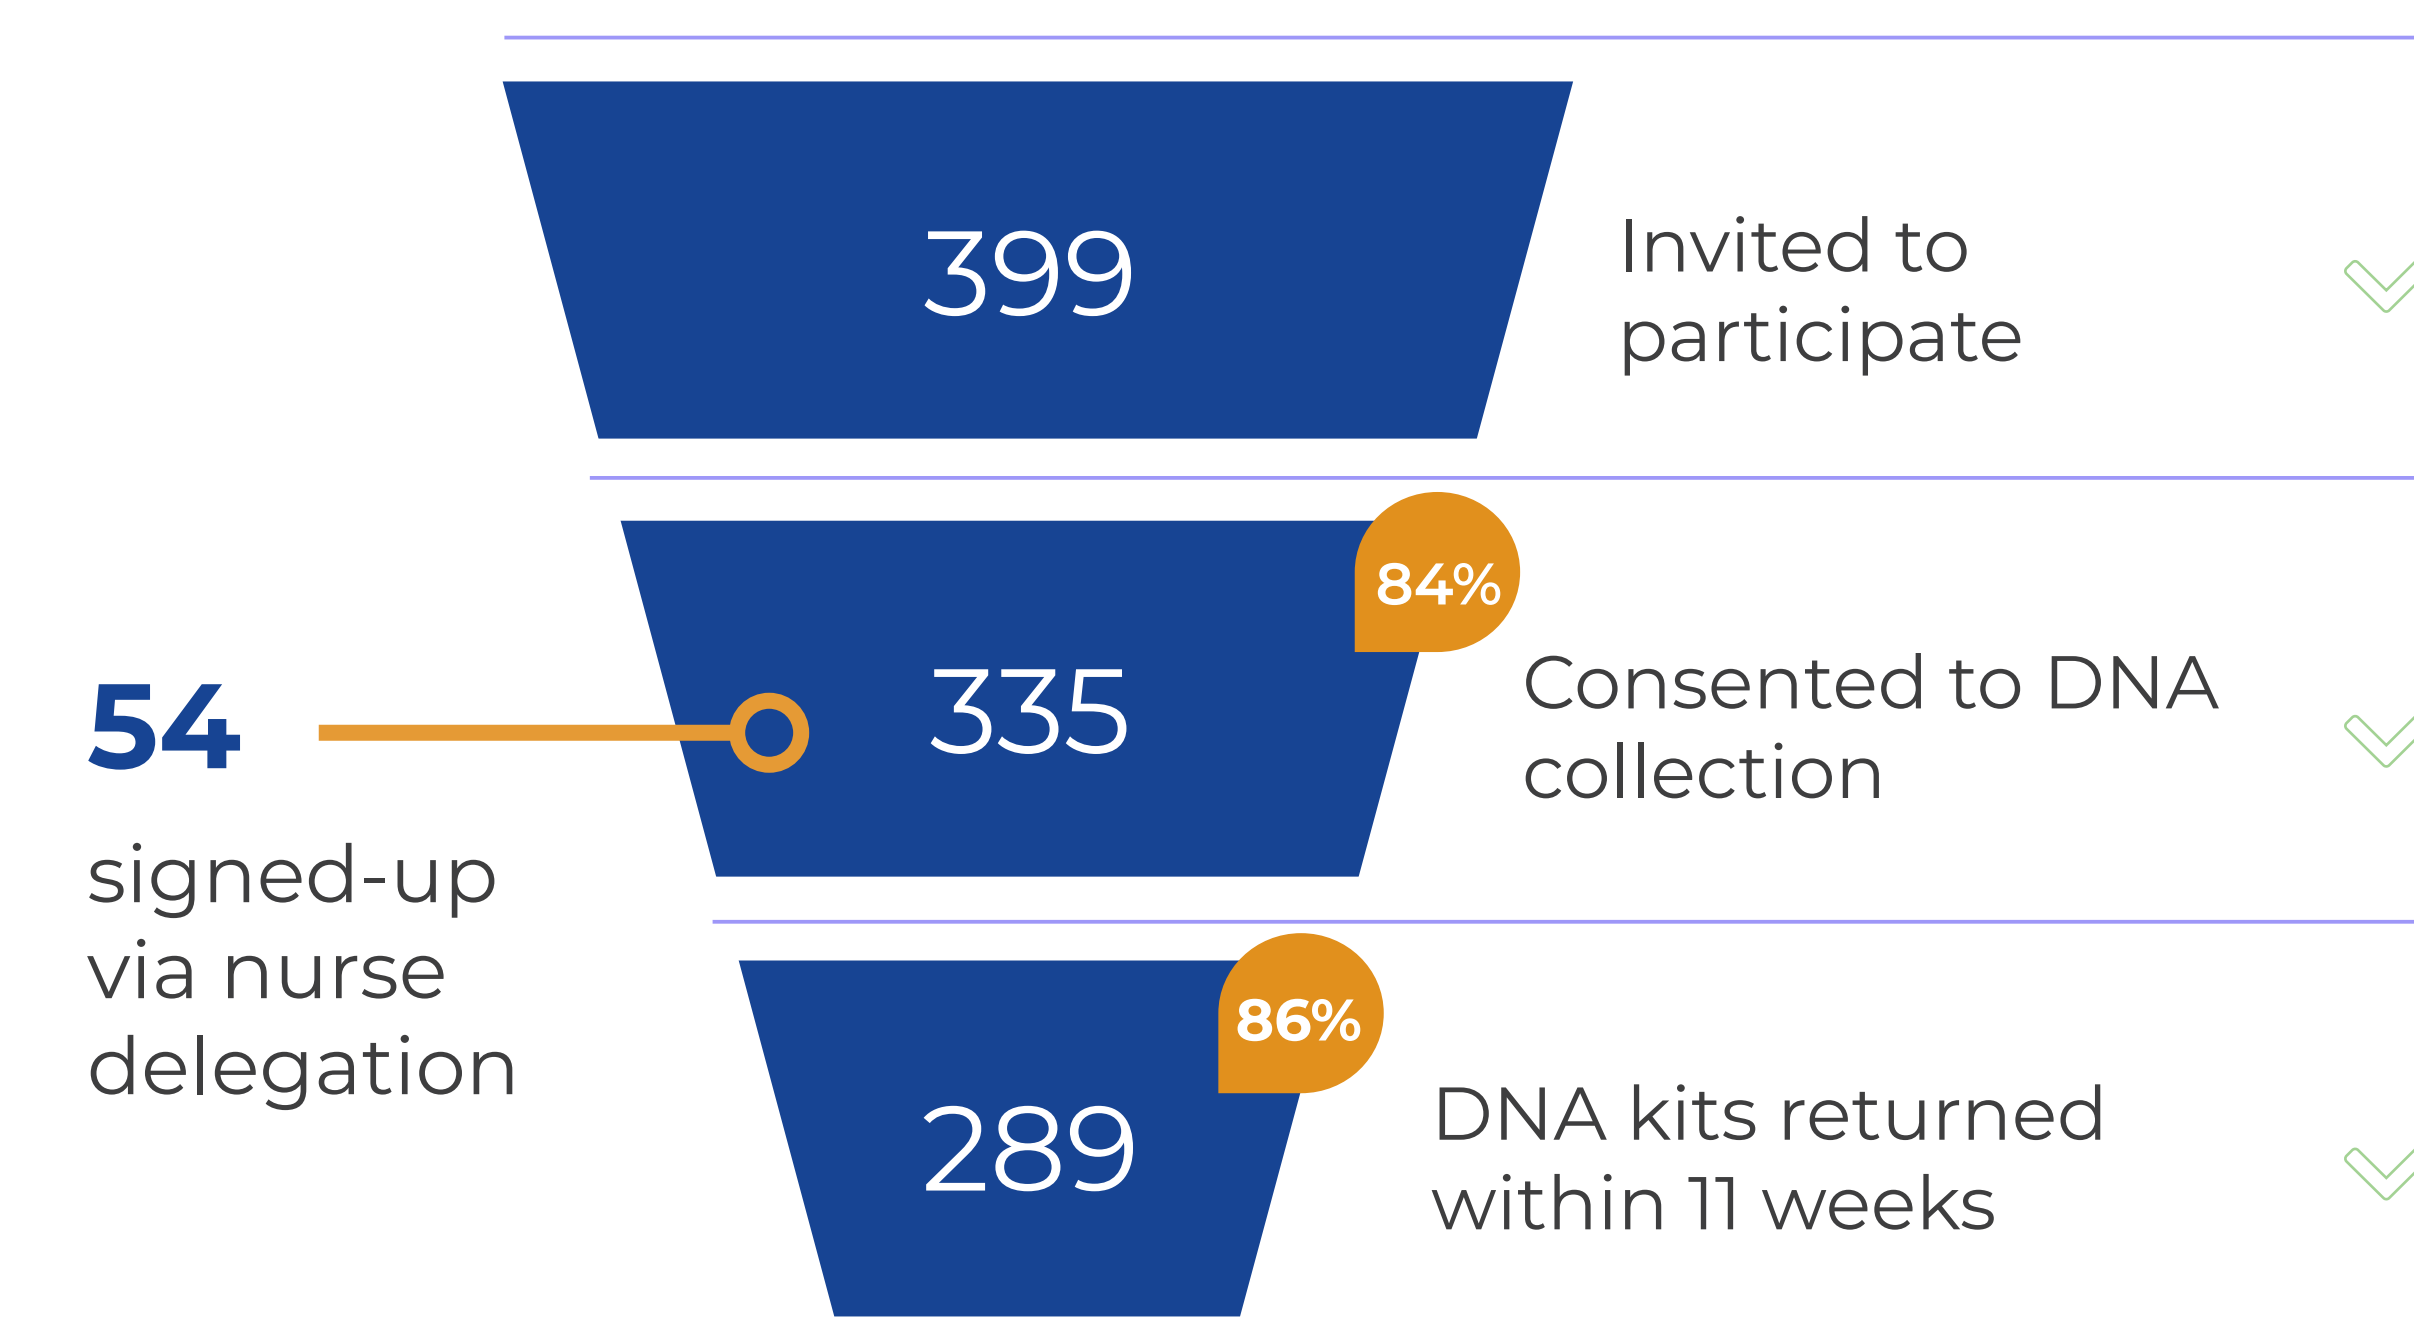 399
Invited to
participate
84%
335
Consented to DNA
collection
54
signed-up
via nurse
delegation
86%
289
DNA kits returned
within 11 weeks